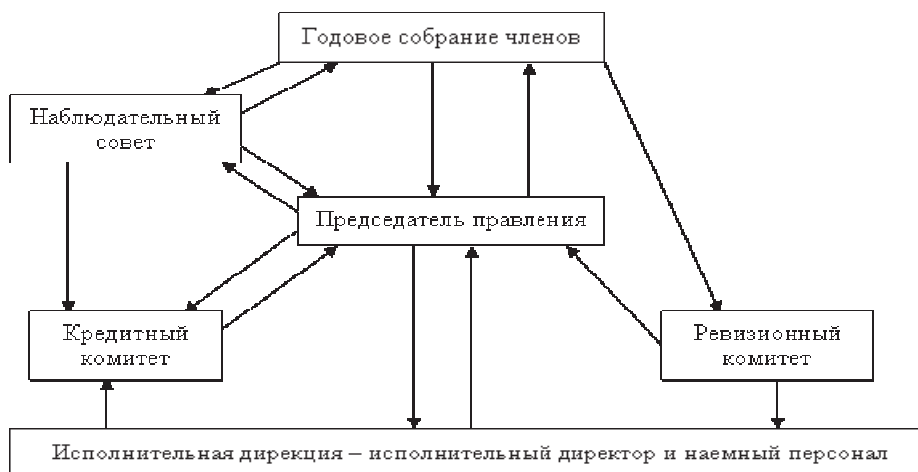 Годовое собрание членов
Наблюдательный
совет
Председатель правления
Кредитный
комитет
Ревизионный
комитет
Исполнительная дирекция – исполнительный директор и наемный персонал